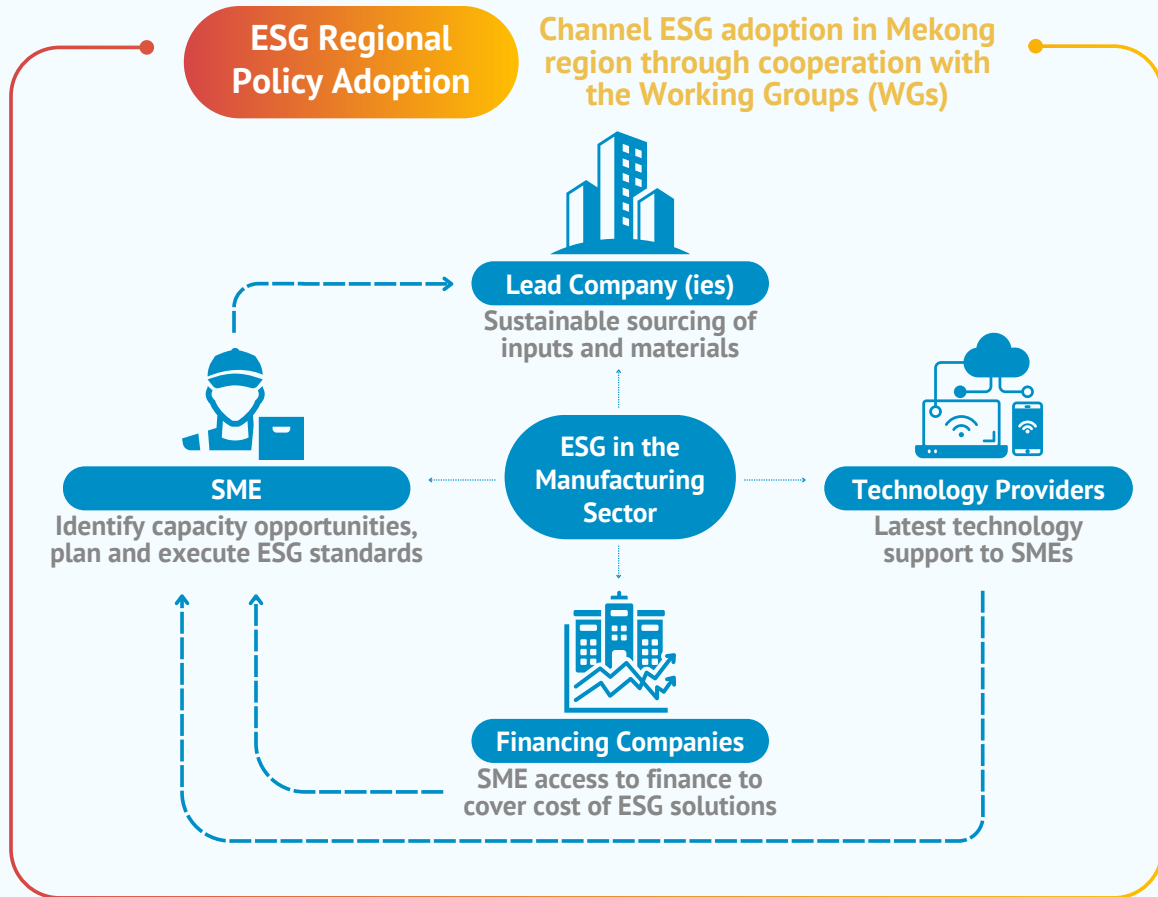 ESG Regional
Policy Adoption
Channel ESG adoption in Mekong
region through cooperation with
the Working Groups (WGs)
Lead Company (ies)
Sustainable sourcing of
inputs and materials
SME
Identify capacity opportunities,
plan and execute ESG standards
ESG in the
Manufacturing
Sector
Technology Providers
Latest technology
support to SMEs
Financing Companies
SME access to finance to
cover cost of ESG solutions